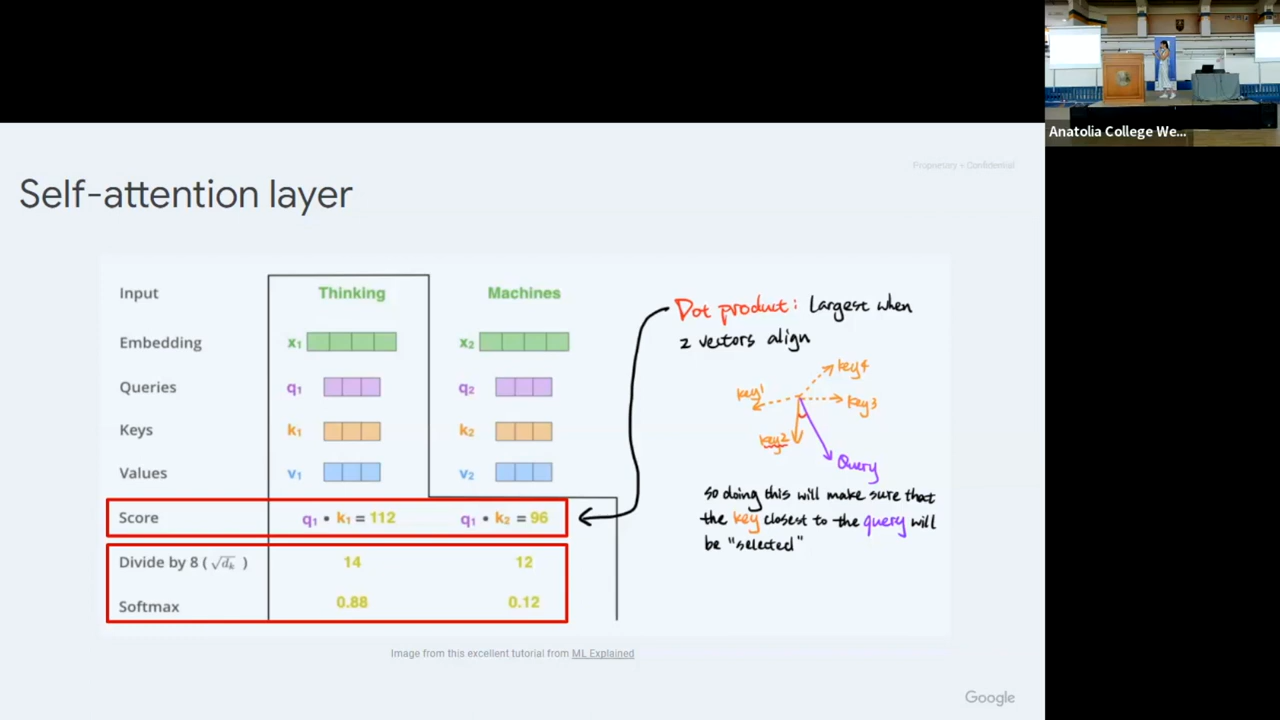 Anatolia College We...
Proprietary + Confidential
Self-attention layer
Input Thinking Machines
Embedding x1 x2
Queries q1 q2
Keys k1 k2
Values v1 v2
Score q1 • k1 = 112 q1 • k2 = 96
Divide by 8 ( √dk ) 14 12
Softmax 0.88 0.12
Dot product: Largest when
2 vectors align
key4
key1
key3
key2
Query
so doing this will make sure that
the key closest to the query will
be "selected"
Image from this excellent tutorial from ML Explained
Google